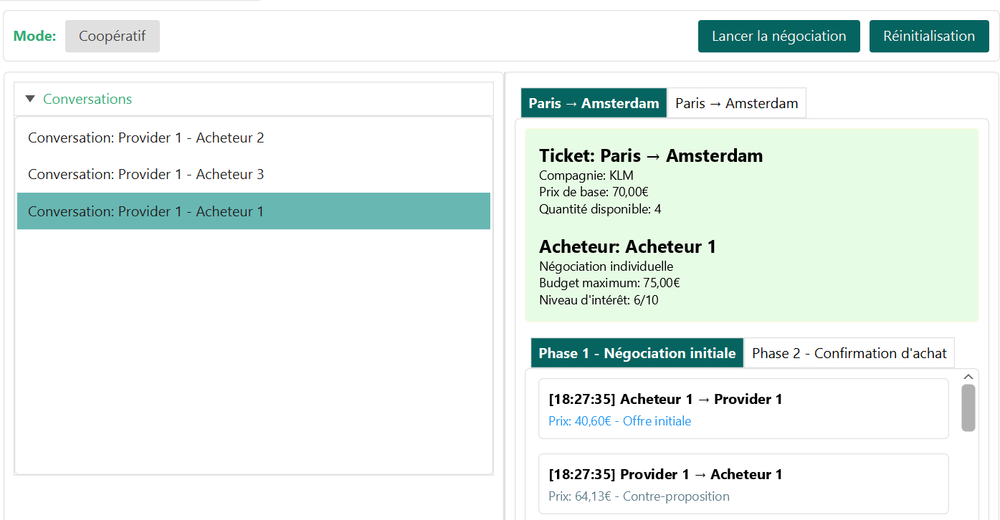 Mode: Coopératif Lancer la négociation Réinitialisation
Conversations
Conversation: Provider 1 - Acheteur 2
Conversation: Provider 1 - Acheteur 3
Conversation: Provider 1 - Acheteur 1
Paris → Amsterdam Paris → Amsterdam
Ticket: Paris → Amsterdam
Compagnie: KLM
Prix de base: 70,00€
Quantité disponible: 4
Acheteur: Acheteur 1
Négociation individuelle
Budget maximum: 75,00€
Niveau d'intérêt: 6/10
Phase 1 - Négociation initiale Phase 2 - Confirmation d'achat
[18:27:35] Acheteur 1 → Provider 1
Prix: 40,60€ - Offre initiale
[18:27:35] Provider 1 → Acheteur 1
Prix: 64,13€ - Contre-proposition